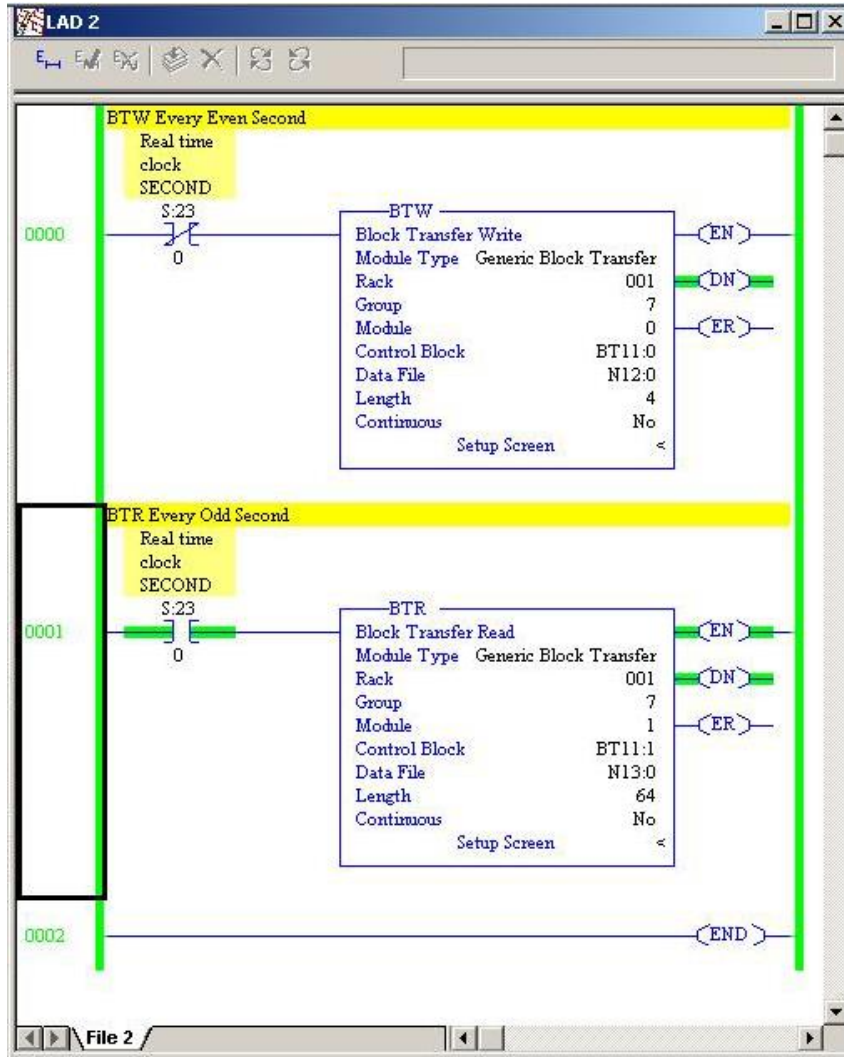 LAD 2
BTW Every Even Second
Real time
clock
SECOND
S:23
0000
0
BTW
Block Transfer Write
Module Type Generic Block Transfer
Rack 001
Group 7
Module 0
Control Block BT11:0
Data File N12:0
Length 4
Continuous No
Setup Screen <
EN
DN
ER
BTR Every Odd Second
Real time
clock
SECOND
S:23
0001
0
BTR
Block Transfer Read
Module Type Generic Block Transfer
Rack 001
Group 7
Module 1
Control Block BT11:1
Data File N13:0
Length 64
Continuous No
Setup Screen <
EN
DN
ER
0002
END
File 2